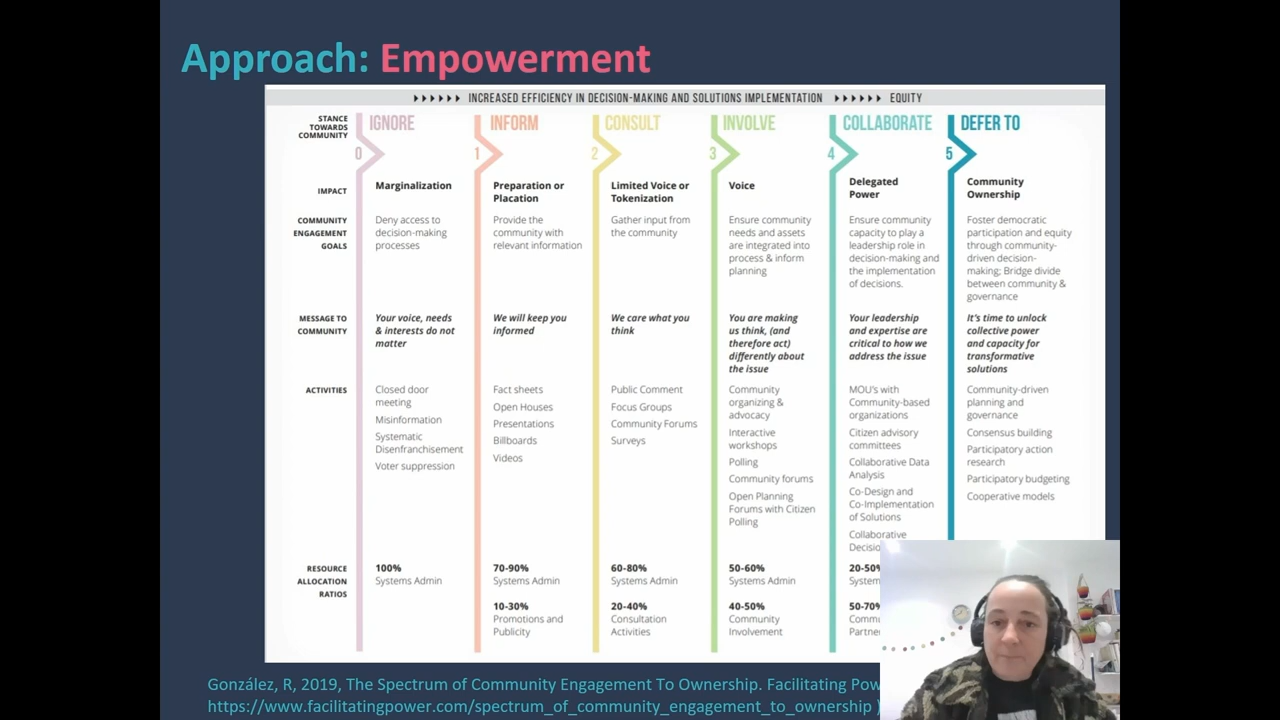 Approach: Empowerment
INCREASED EFFICIENCY IN DECISION-MAKING AND SOLUTIONS IMPLEMENTATION EQUITY
STANCE
TOWARDS
COMMUNITY
IGNORE
INFORM
CONSULT
INVOLVE
COLLABORATE
DEFER TO
0
1
2
3
4
5
IMPACT
Marginalization
Preparation or
Placation
Limited Voice or
Tokenization
Voice
Delegated
Power
Community
Ownership
COMMUNITY
ENGAGEMENT
GOALS
Deny access to
decision-making
processes
Provide the
community with
relevant information
Gather input from
the community
Ensure community
needs and assets
are integrated into
process & inform
planning
Ensure community
capacity to play a
leadership role in
decision-making and
the implementation
of decisions.
Foster democratic
participation and equity
through community-
driven decision-
making; Bridge divide
between community &
governance
MESSAGE TO
COMMUNITY
Your voice, needs
& interests do not
matter
We will keep you
informed
We care what you
think
You are making
us think, (and
therefore act)
differently about
the issue
Your leadership
and expertise are
critical to how we
address the issue
It's time to unlock
collective power
and capacity for
transformative
solutions
ACTIVITIES
Closed door
meeting
Misinformation
Systematic
Disenfranchisement
Voter suppression
Fact sheets
Open Houses
Presentations
Billboards
Videos
Public Comment
Focus Groups
Community Forums
Surveys
Community
organizing &
advocacy
Interactive
workshops
Polling
Community forums
Open Planning
Forums with Citizen
Polling
MOU's with
Community-based
organizations
Citizen advisory
committees
Collaborative Data
Analysis
Co-Design and
Co-Implementation
of Solutions
Collaborative
Community-driven
planning and
governance
Consensus building
Participatory action
research
Participatory budgeting
Cooperative models
RESOURCE
ALLOCATION
RATIOS
100%
Systems Admin
70-90%
Systems Admin
10-30%
Promotions and
Publicity
60-80%
Systems Admin
20-40%
Consultation
Activities
50-60%
Systems Admin
40-50%
Community
Involvement
20-50%
50-70%
González, R, 2019, The Spectrum of Community Engagement To Ownership. Facilitating
https://www.facilitatingpower.com/spectrum_of_community_engagement_to_ownership )